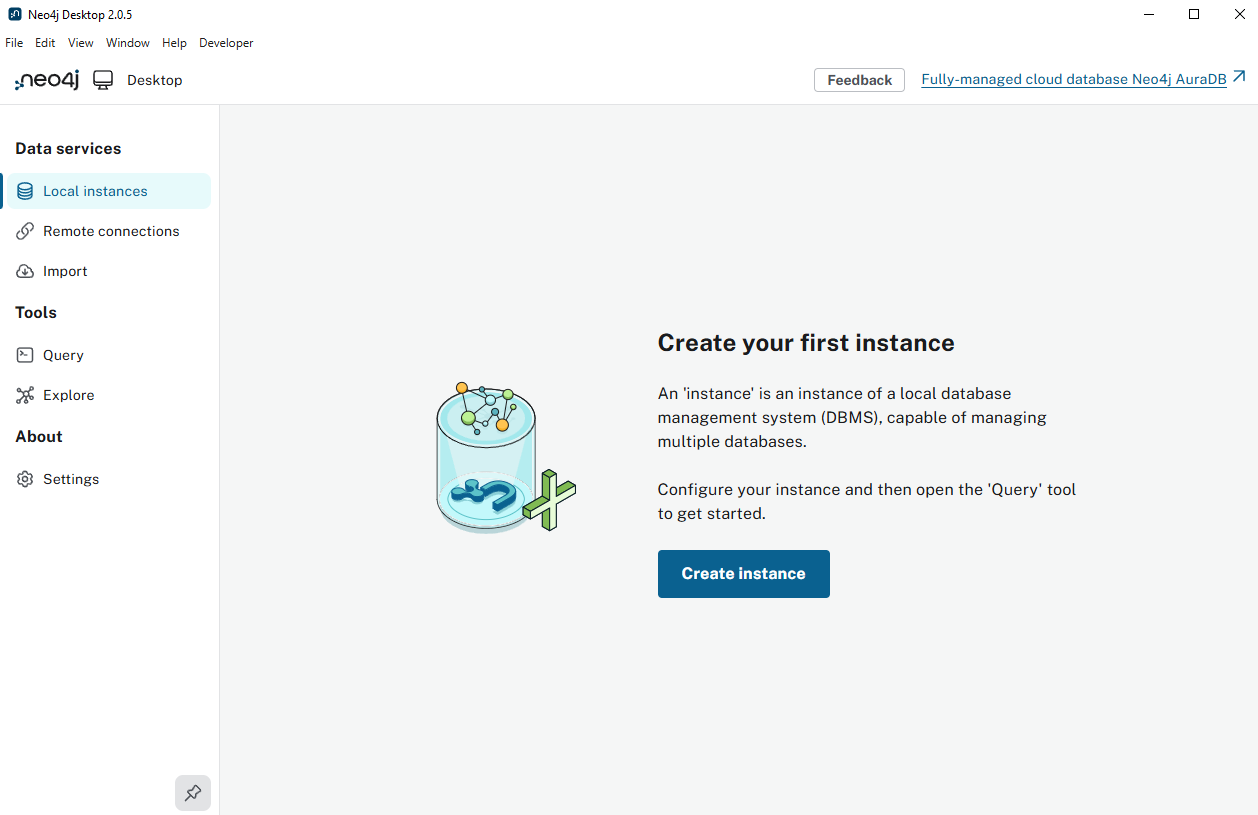 Neo4j Desktop 2.0.5
File Edit View Window Help Developer
neo4j Desktop Feedback Fully-managed cloud database Neo4j AuraDB
Data services
Local instances
Remote connections
Import
Tools
Query
Explore
About
Settings
Create your first instance
An 'instance' is an instance of a local database
management system (DBMS), capable of managing
multiple databases.
Configure your instance and then open the 'Query' tool
to get started.
Create instance